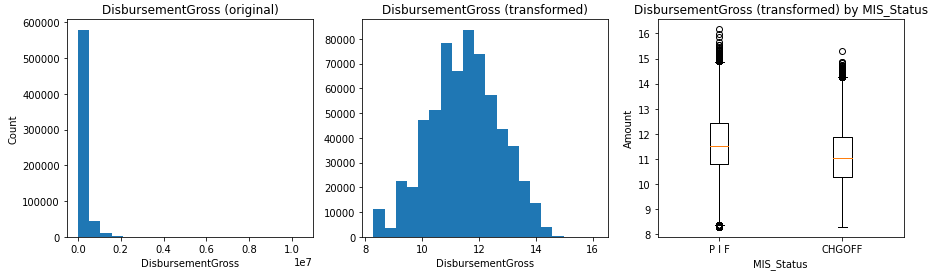 DisbursementGross (original)
600000
500000
400000
300000
200000
100000
0
Count
0.0 0.2 0.4 0.6 0.8 1.0
1e7
DisbursementGross
DisbursementGross (transformed)
80000
70000
60000
50000
40000
30000
20000
10000
0
8 10 12 14 16
DisbursementGross
DisbursementGross (transformed) by MIS_Status
16
15
14
13
12
11
10
9
8
Amount
P I F CHGOFF
MIS_Status